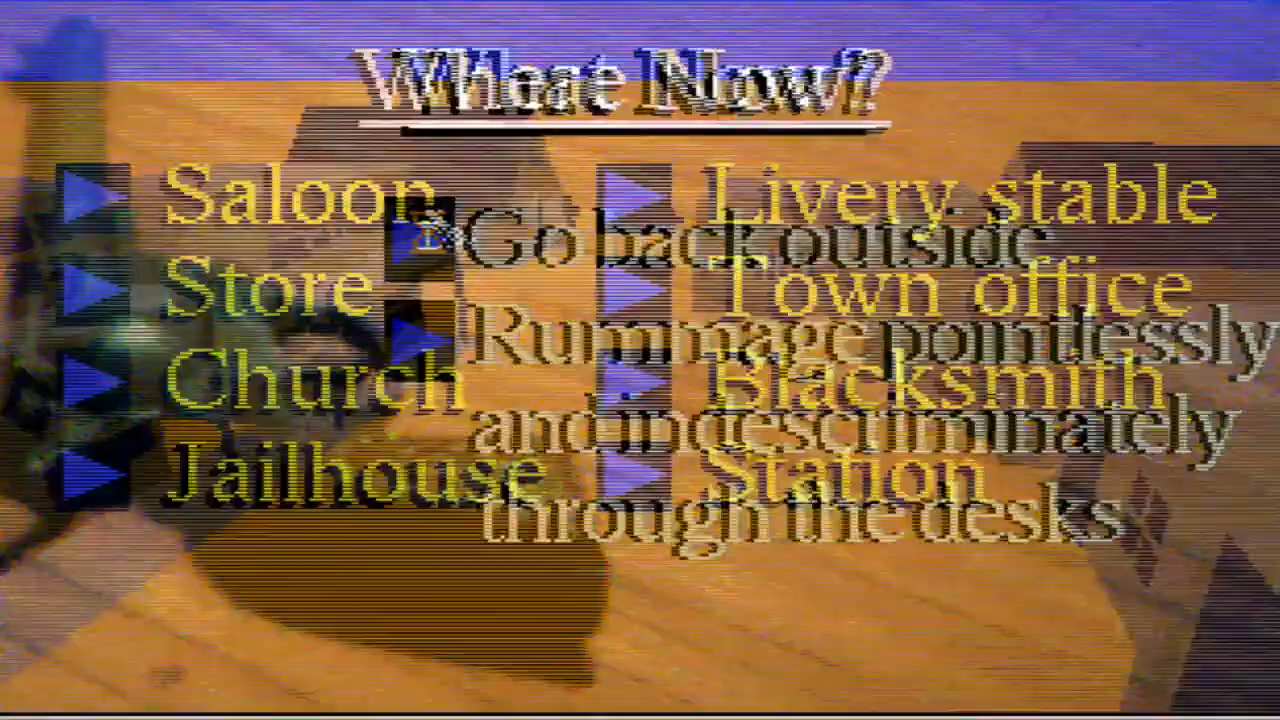 What Now?
Saloon
Livery stable
Go back outside
Store
Town office
Rummage pointlessly
Church
Blacksmith
and indescriminately
Jailhouse
Station
through the desks